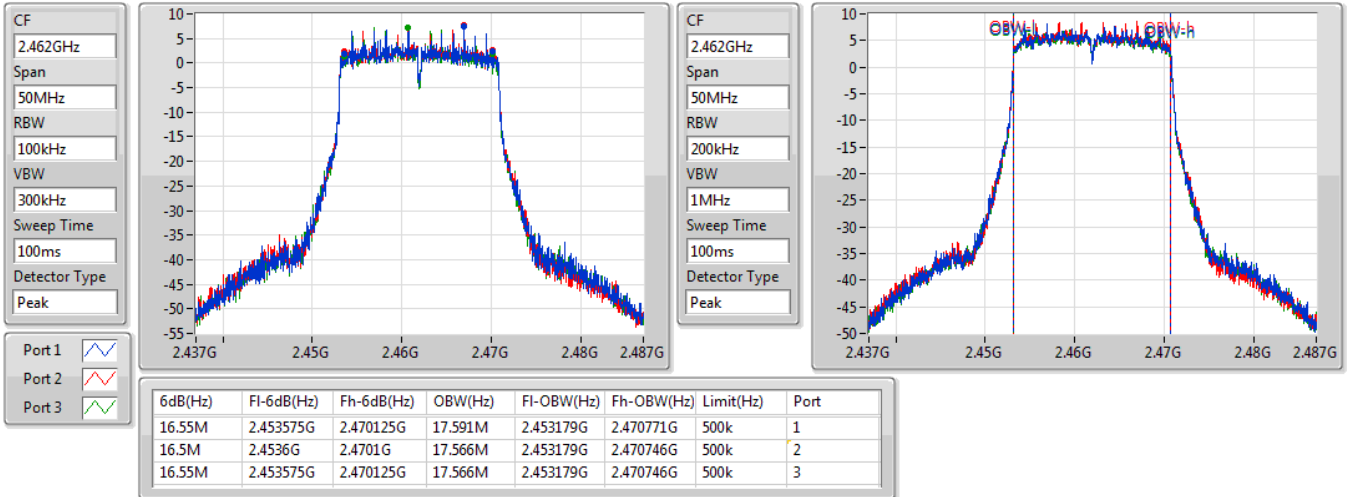 CF
2.462GHz
Span
50MHz
RBW
100kHz
VBW
300kHz
Sweep Time
100ms
Detector Type
Peak
10-
5-
0-
-5-
-10-
-15-
-20-
-25-
-30-
-35-
-40-
-45-
-50-
-55-
2.437G 2.45G 2.46G 2.47G 2.48G 2.487G
CF
2.462GHz
Span
50MHz
RBW
200kHz
VBW
1MHz
Sweep Time
100ms
Detector Type
Peak
10-
5-
0-
-5-
-10-
-15-
-20-
-25-
-30-
-35-
-40-
-45-
-50-
OBW-l OBW-h
2.437G 2.45G 2.46G 2.47G 2.48G 2.487G
Port 1
Port 2
Port 3
6dB(Hz) Fl-6dB(Hz) Fh-6dB(Hz) OBW(Hz) Fl-OBW(Hz) Fh-OBW(Hz) Limit(Hz) Port
16.55M 2.453575G 2.470125G 17.591M 2.453179G 2.470771G 500k 1
16.5M 2.4536G 2.4701G 17.566M 2.453179G 2.470746G 500k 2
16.55M 2.453575G 2.470125G 17.566M 2.453179G 2.470746G 500k 3